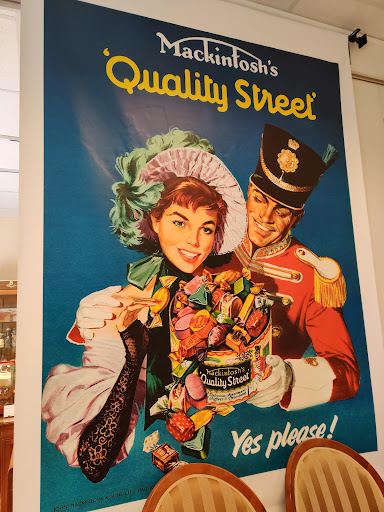 Mackintosh's
'Quality Street'
Mackintosh's
Quality Street
Yes please!